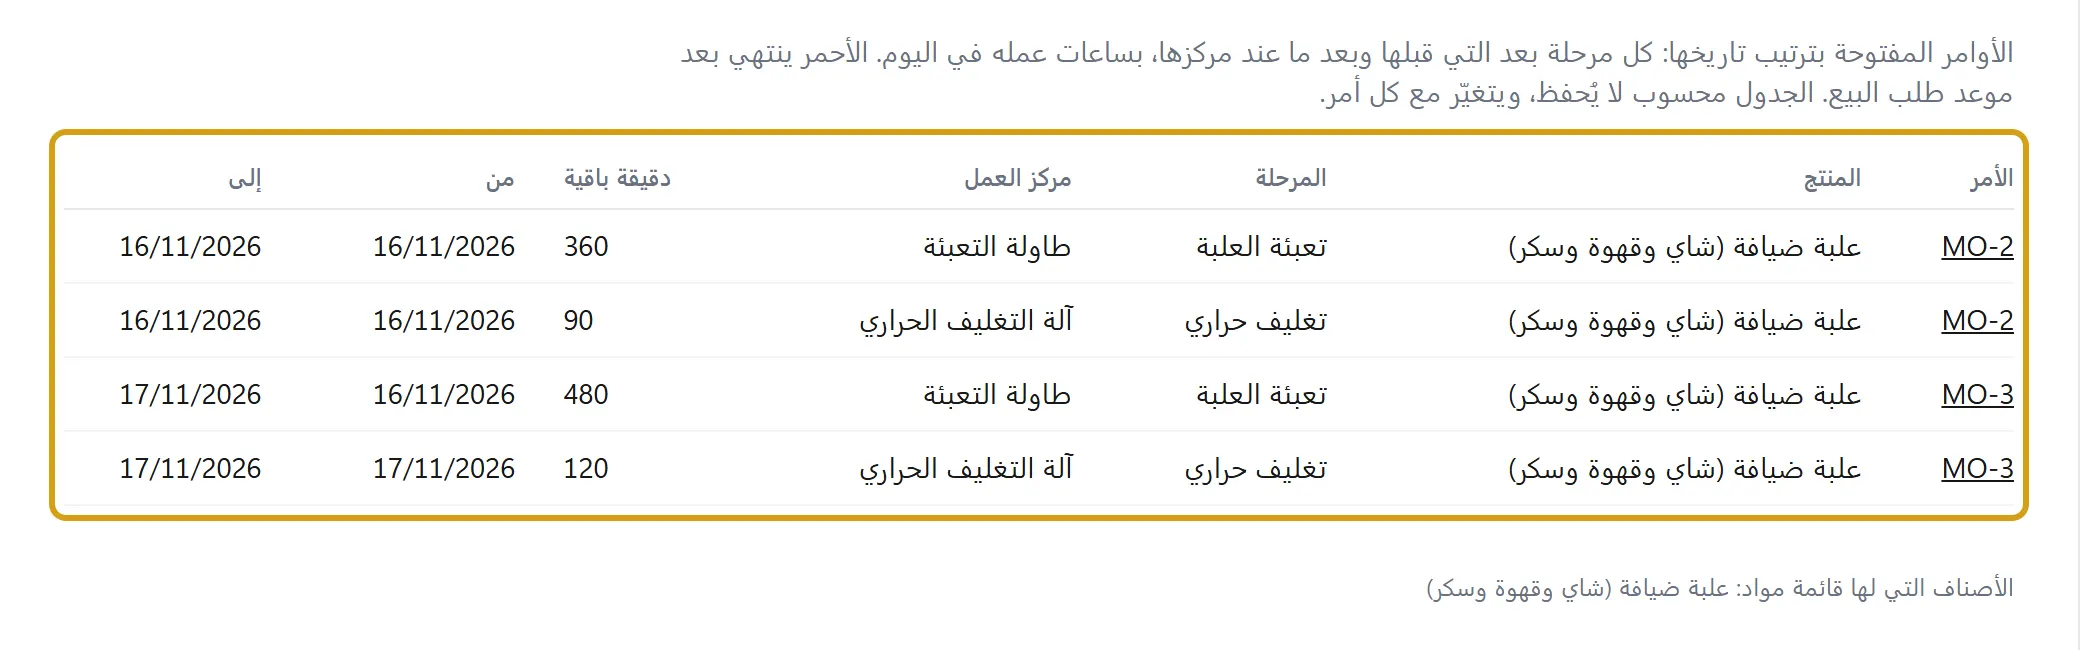 الأوامر المفتوحة بترتيب تاريخها: كل مرحلة بعد التي قبلها وبعد ما عند مركزها، بساعات عمله في اليوم. الأحمر ينتهي بعد
موعد طلب البيع. الجدول محسوب لا يُحفظ، ويتغيّر مع كل أمر.
الأمر المنتج المرحلة مركز العمل دقيقة باقية من إلى
MO-2 علبة ضيافة (شاي وقهوة وسكر) تعبئة العلبة طاولة التعبئة 360 16/11/2026 16/11/2026
MO-2 علبة ضيافة (شاي وقهوة وسكر) تغليف حراري آلة التغليف الحراري 90 16/11/2026 16/11/2026
MO-3 علبة ضيافة (شاي وقهوة وسكر) تعبئة العلبة طاولة التعبئة 480 16/11/2026 17/11/2026
MO-3 علبة ضيافة (شاي وقهوة وسكر) تغليف حراري آلة التغليف الحراري 120 17/11/2026 17/11/2026
الأصناف التي لها قائمة مواد: علبة ضيافة (شاي وقهوة وسكر)